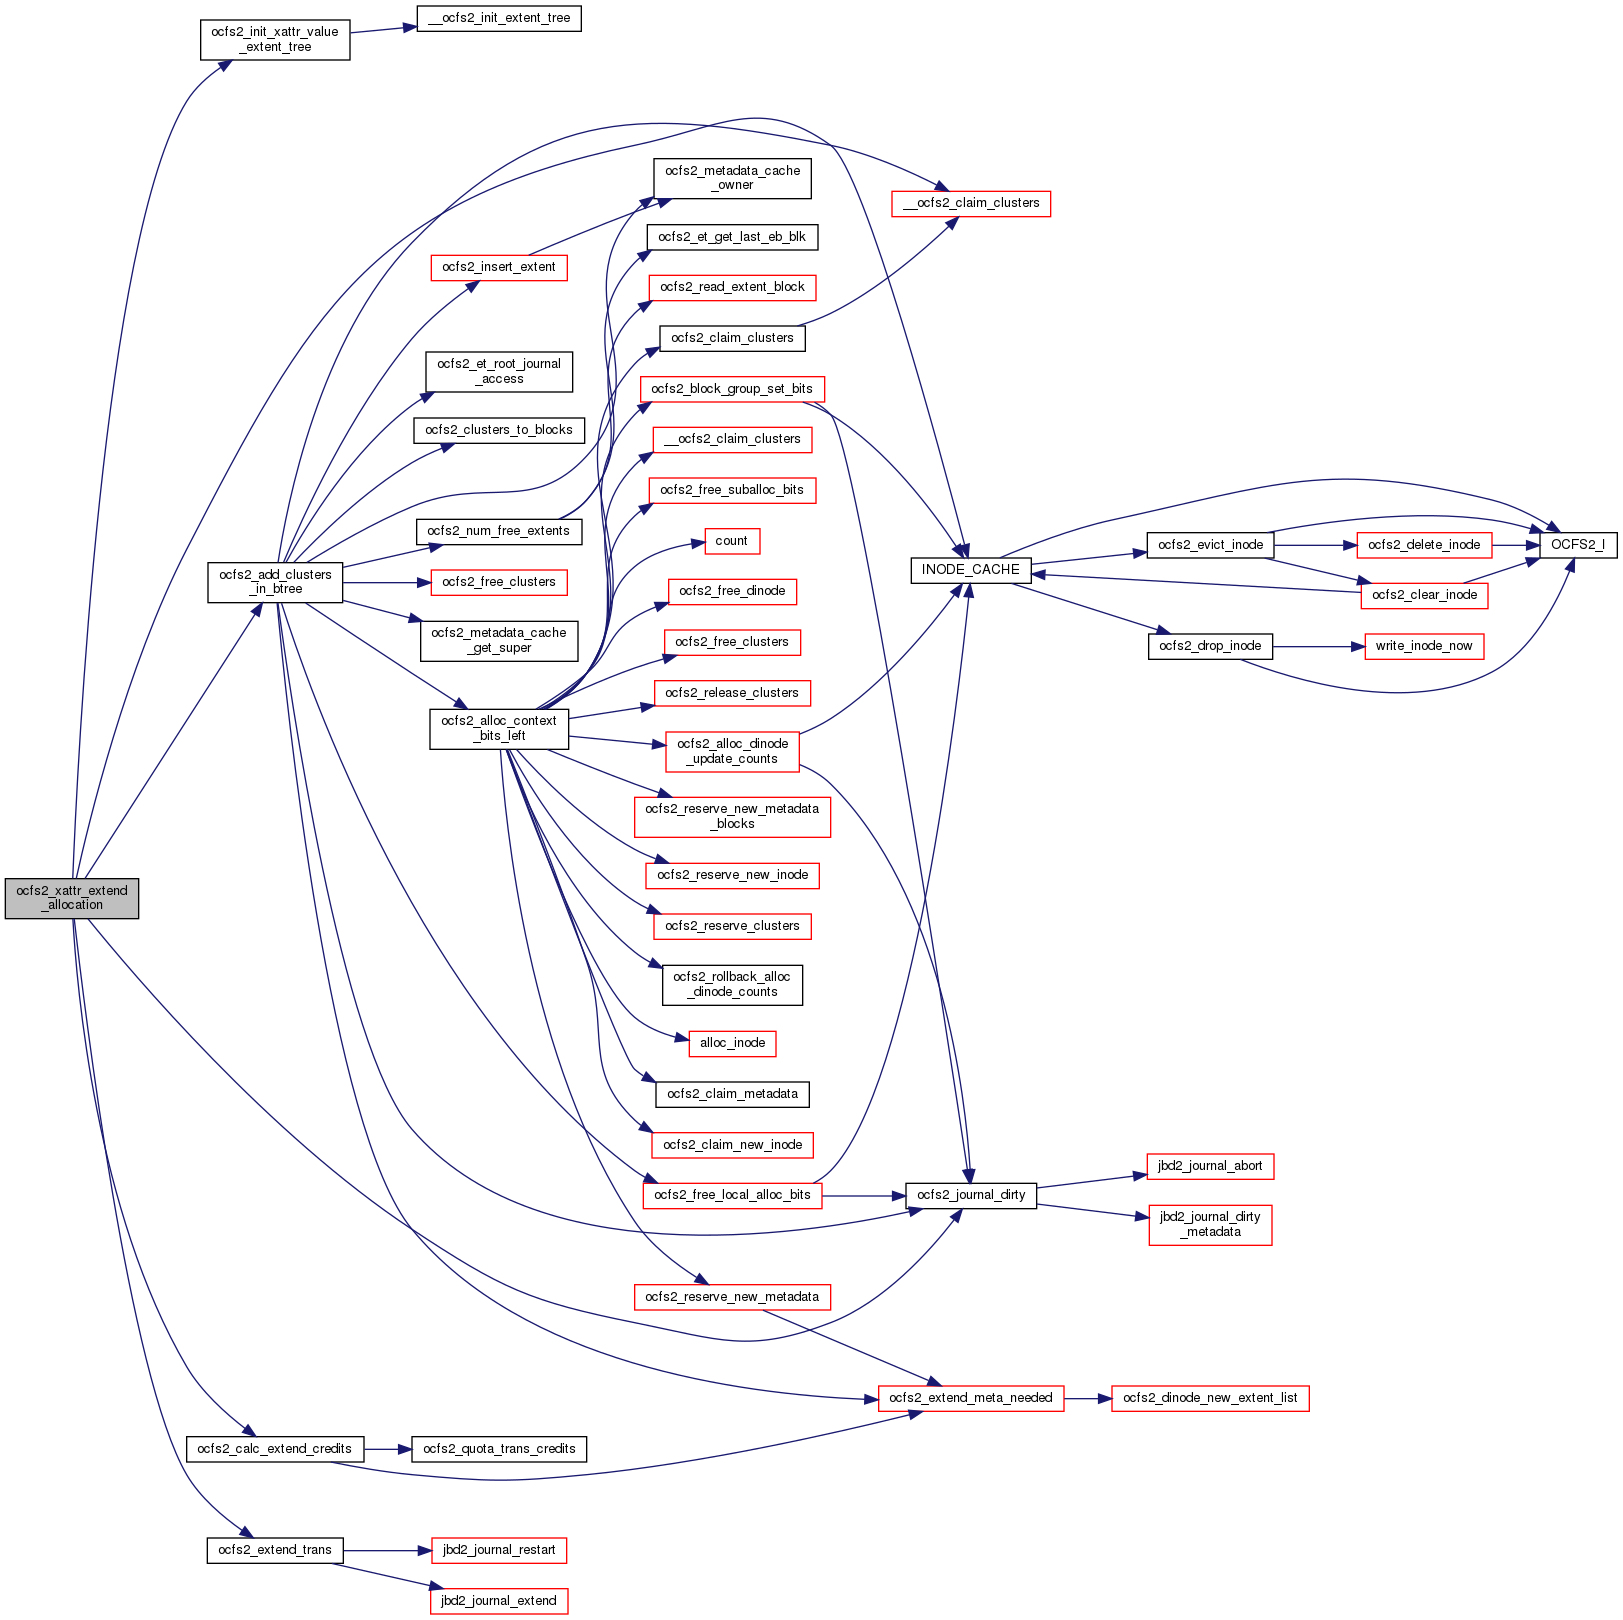 ocfs2_init_xattr_value
_extent_tree
__ocfs2_init_extent_tree
ocfs2_metadata_cache
_owner
__ocfs2_claim_clusters
ocfs2_et_get_last_eb_blk
ocfs2_insert_extent
ocfs2_read_extent_block
ocfs2_claim_clusters
ocfs2_et_root_journal
_access
ocfs2_block_group_set_bits
ocfs2_clusters_to_blocks
__ocfs2_claim_clusters
ocfs2_free_suballoc_bits
ocfs2_num_free_extents
count
ocfs2_evict_inode
ocfs2_delete_inode
OCFS2_I
INODE_CACHE
ocfs2_add_clusters
_in_btree
ocfs2_free_clusters
ocfs2_free_dinode
ocfs2_clear_inode
ocfs2_metadata_cache
_get_super
ocfs2_free_clusters
ocfs2_drop_inode
write_inode_now
ocfs2_release_clusters
ocfs2_alloc_context
_bits_left
ocfs2_alloc_dinode
_update_counts
ocfs2_reserve_new_metadata
_blocks
ocfs2_reserve_new_inode
ocfs2_xattr_extend
_allocation
ocfs2_reserve_clusters
ocfs2_rollback_alloc
_dinode_counts
alloc_inode
ocfs2_claim_metadata
ocfs2_claim_new_inode
jbd2_journal_abort
ocfs2_free_local_alloc_bits
ocfs2_journal_dirty
jbd2_journal_dirty
_metadata
ocfs2_reserve_new_metadata
ocfs2_extend_meta_needed
ocfs2_dinode_new_extent_list
ocfs2_calc_extend_credits
ocfs2_quota_trans_credits
ocfs2_extend_trans
jbd2_journal_restart
jbd2_journal_extend